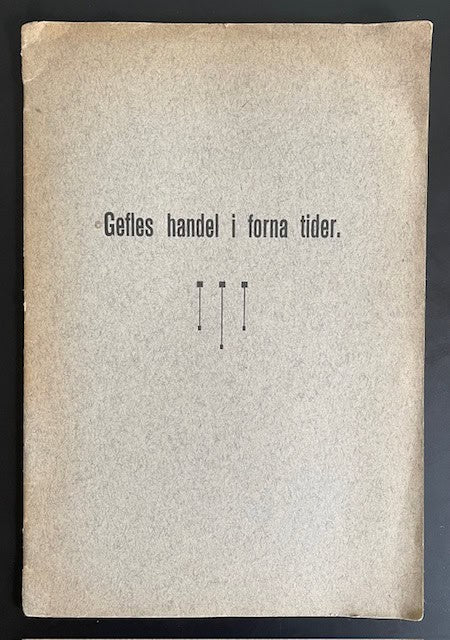 Gefles handel i forna tider.